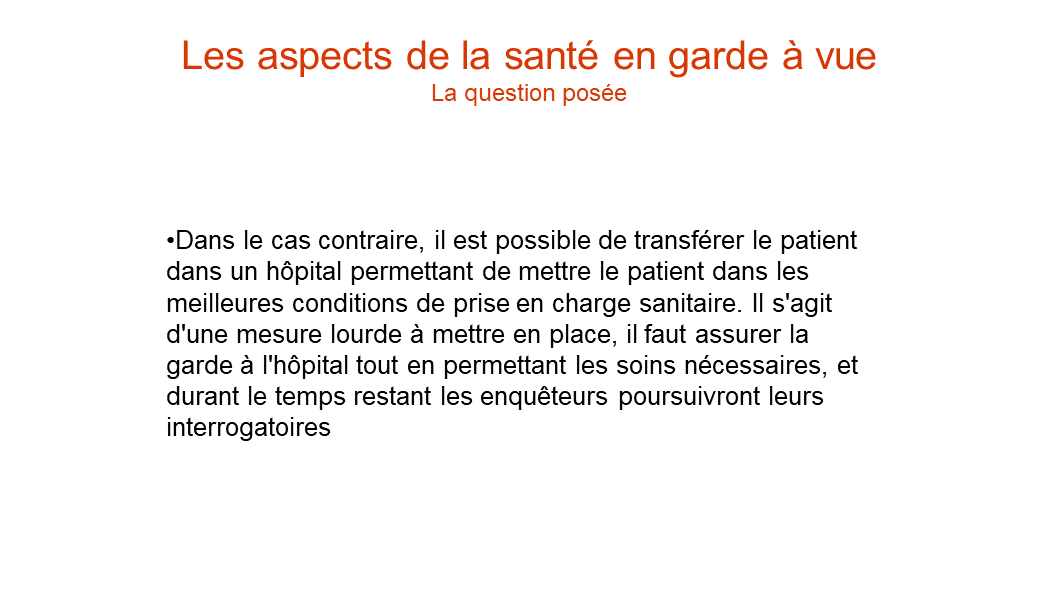 Les aspects de la santé en garde à vue
La question posée
•Dans le cas contraire, il est possible de transférer le patient
dans un hôpital permettant de mettre le patient dans les
meilleures conditions de prise en charge sanitaire. Il s'agit
d'une mesure lourde à mettre en place, il faut assurer la
garde à l'hôpital tout en permettant les soins nécessaires, et
durant le temps restant les enquêteurs poursuivront leurs
interrogatoires